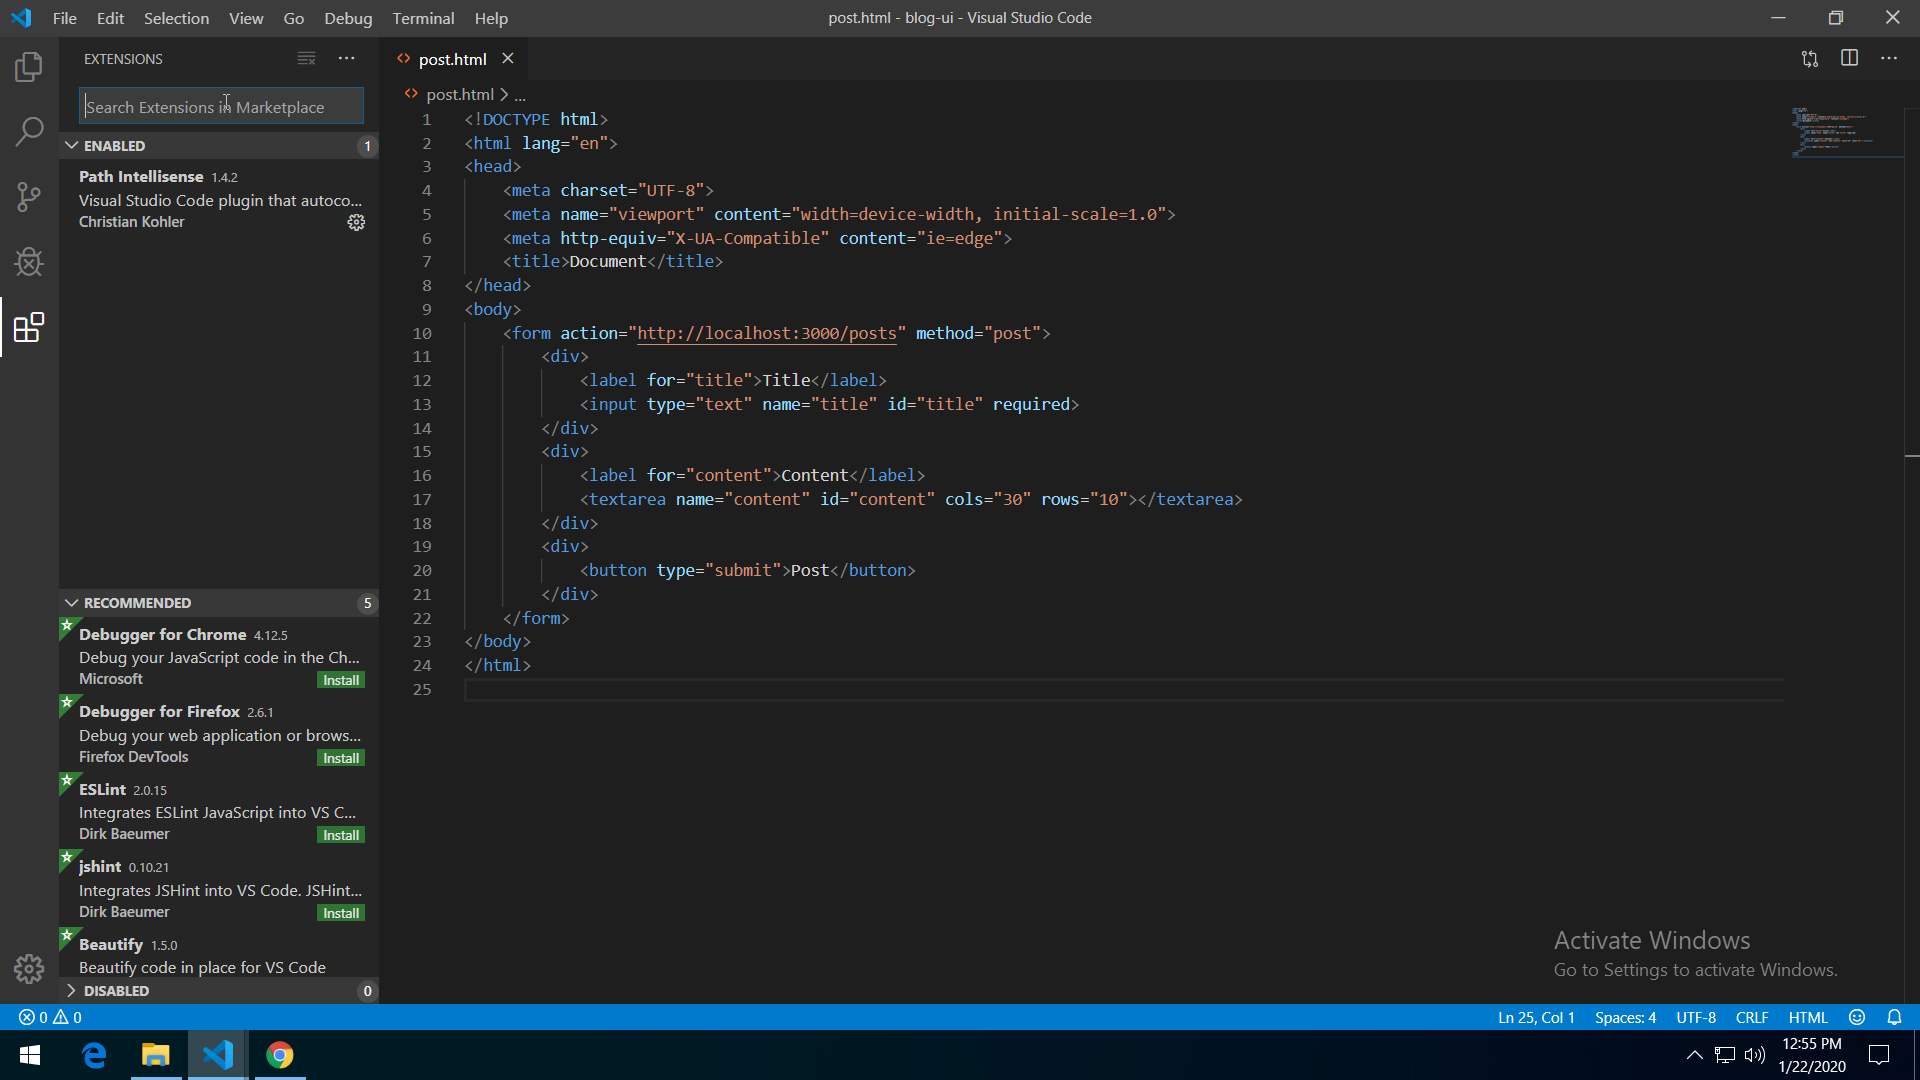 File Edit Selection View Go Debug Terminal Help
post.html - blog-ui - Visual Studio Code
EXTENSIONS
Search Extensions in Marketplace
ENABLED 1
Path Intellisense 1.4.2
Visual Studio Code plugin that autoco...
Christian Kohler
RECOMMENDED 5
Debugger for Chrome 4.12.5
Debug your JavaScript code in the Ch...
Microsoft Install
Debugger for Firefox 2.6.1
Debug your web application or brows...
Firefox DevTools Install
ESLint 2.0.15
Integrates ESLint JavaScript into VS C...
Dirk Baeumer Install
jshint 0.10.21
Integrates JSHint into VS Code. JSHint...
Dirk Baeumer Install
Beautify 1.5.0
Beautify code in place for VS Code
DISABLED 0
post.html
post.html > ...
1 <!DOCTYPE html>
2 <html lang="en">
3 <head>
4 <meta charset="UTF-8">
5 <meta name="viewport" content="width=device-width, initial-scale=1.0">
6 <meta http-equiv="X-UA-Compatible" content="ie=edge">
7 <title>Document</title>
8 </head>
9 <body>
10 <form action="http://localhost:3000/posts" method="post">
11 <div>
12 <label for="title">Title</label>
13 <input type="text" name="title" id="title" required>
14 </div>
15 <div>
16 <label for="content">Content</label>
17 <textarea name="content" id="content" cols="30" rows="10"></textarea>
18 </div>
19 <div>
20 <button type="submit">Post</button>
21 </div>
22 </form>
23 </body>
24 </html>
25
Activate Windows
Go to Settings to activate Windows.
0 0
Ln 25, Col 1 Spaces: 4 UTF-8 CRLF HTML
12:55 PM
1/22/2020